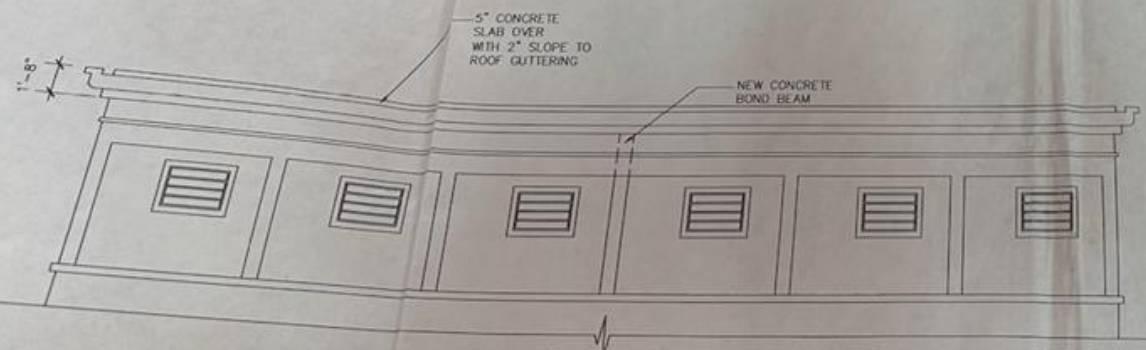 5" CONCRETE
SLAB OVER
WITH 2" SLOPE TO
ROOF GUTTERING
1'-8"
NEW CONCRETE
BOND BEAM